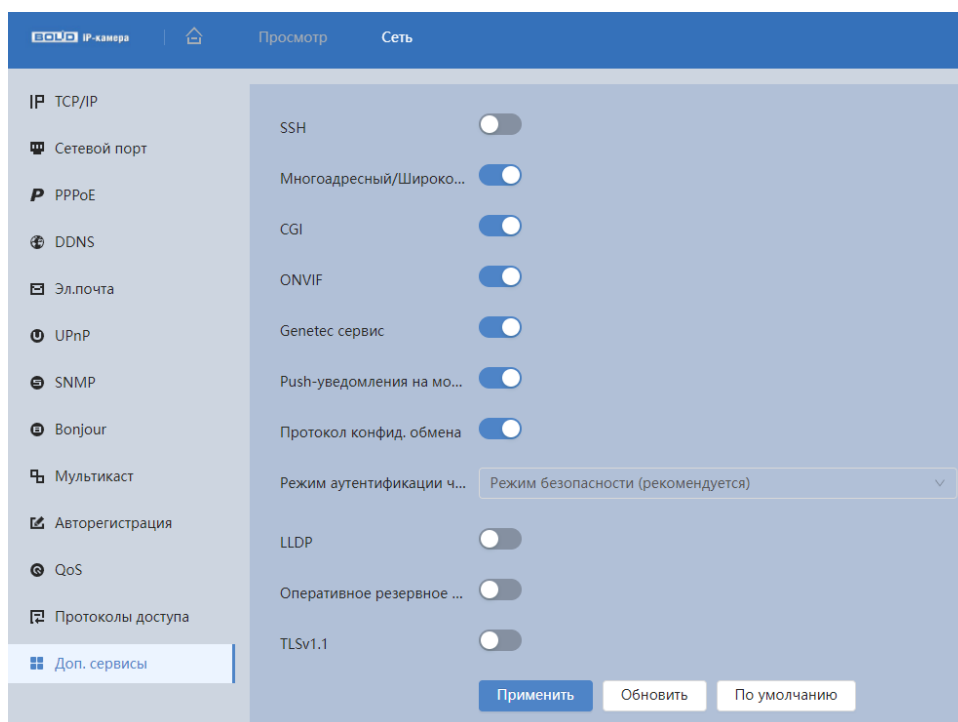 BOLID IP-камера
Просмотр
Сеть
TCP/IP
Сетевой порт
PPPoE
DDNS
Эл.почта
UPnP
SNMP
Bonjour
Мультикаст
Авторегистрация
QoS
Протоколы доступа
Доп. сервисы
SSH
Многоадресный/Широко...
CGI
ONVIF
Genetec сервис
Push-уведомления на мо...
Протокол конфид. обмена
Режим аутентификации ч...
Режим безопасности (рекомендуется)
LLDP
Оперативное резервное ...
TLSv1.1
Применить
Обновить
По умолчанию